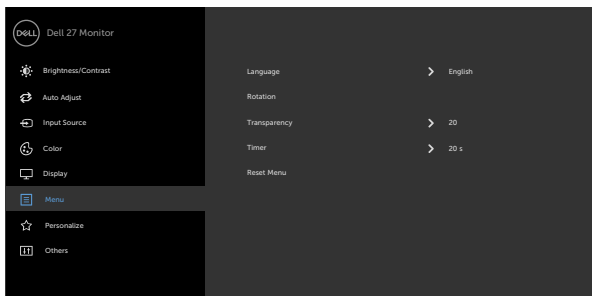 DELL Dell 27 Monitor
Brightness/Contrast
Auto Adjust
Input Source
Color
Display
Menu
Personalize
Others
Language English
Rotation
Transparency 20
Timer 20 s
Reset Menu